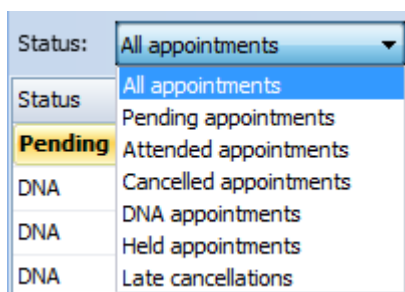 Status: All appointments
Status All appointments
Pending appointments
Pending Attended appointments
DNA Cancelled appointments
DNA appointments
DNA Held appointments
DNA Late cancellations